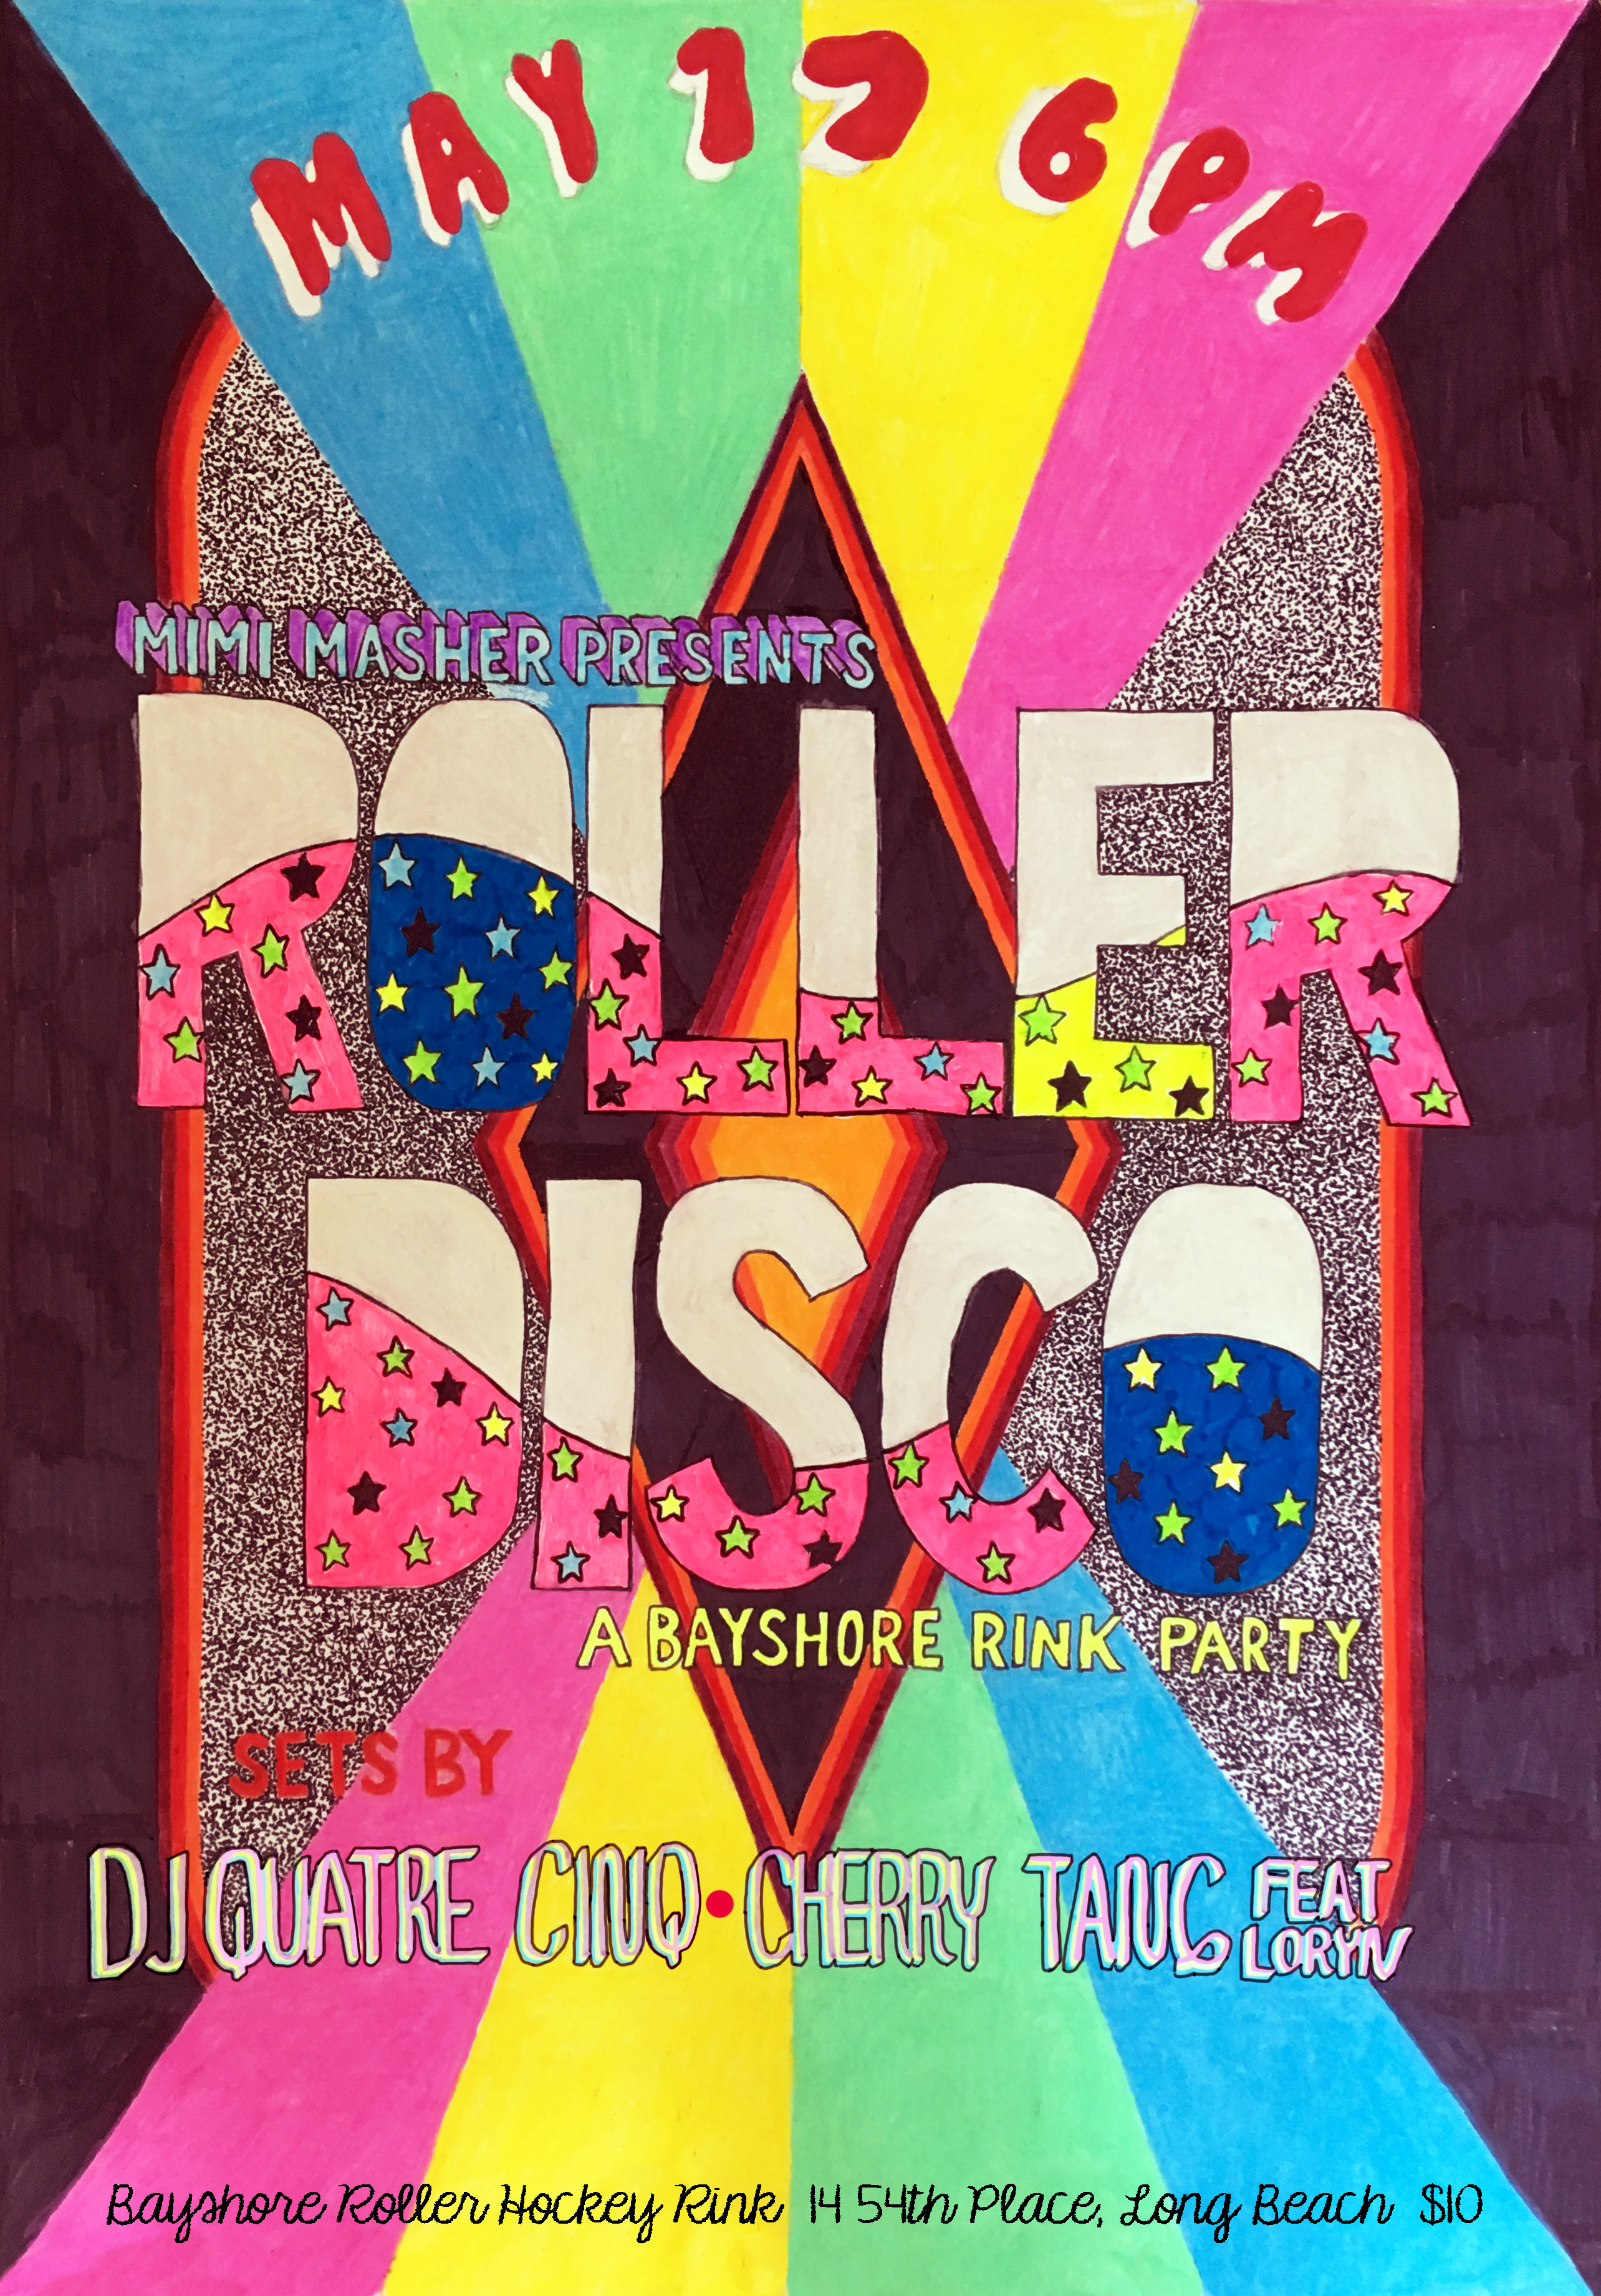 MAY 17 6PM
MIMI MASHER PRESENTS
ROLLER
DISCO
A BAYSHORE RINK PARTY
SETS BY
DJ QUATRE CINQ • CHERRY TANG FEAT LORYN
Bayshore Roller Hockey Rink 14 54th Place, Long Beach $10